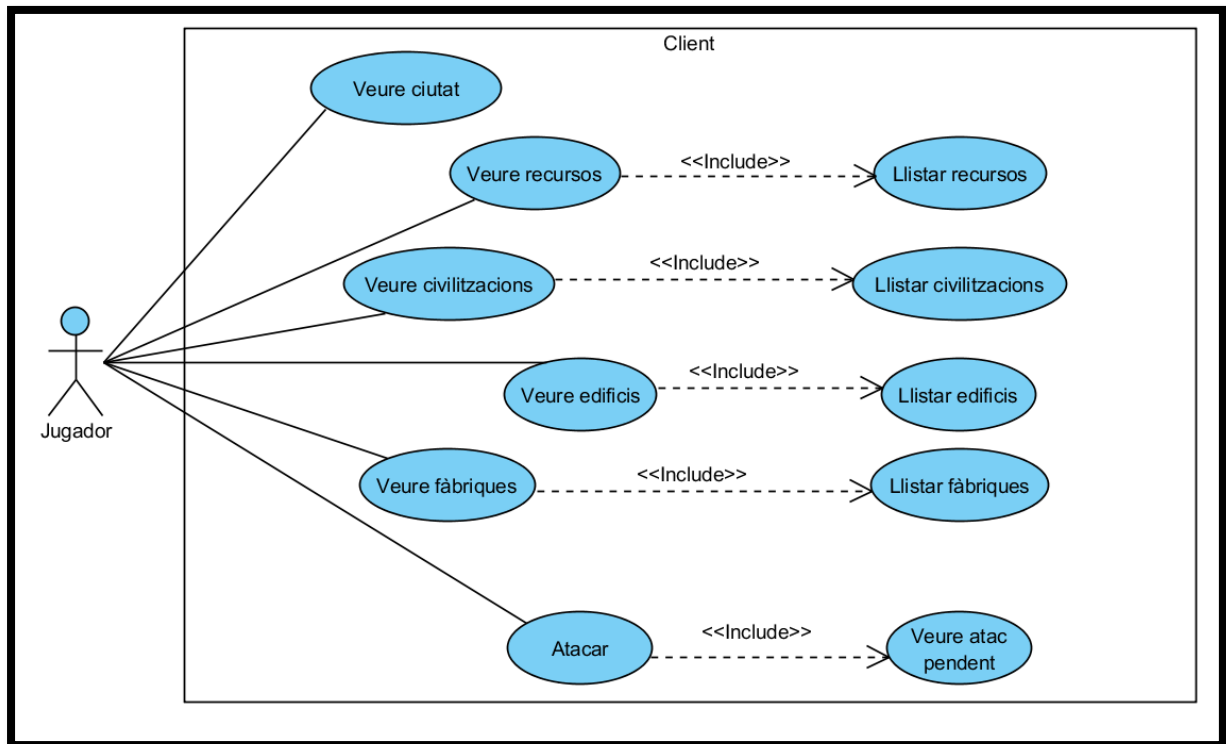 Client
Veure ciutat
Veure recursos
<<Include>>
Llistar recursos
Veure civilitzacions
<<Include>>
Llistar civilitzacions
Veure edificis
<<Include>>
Llistar edificis
Jugador
Veure fàbriques
<<Include>>
Llistar fàbriques
Atacar
<<Include>>
Veure atac
pendent